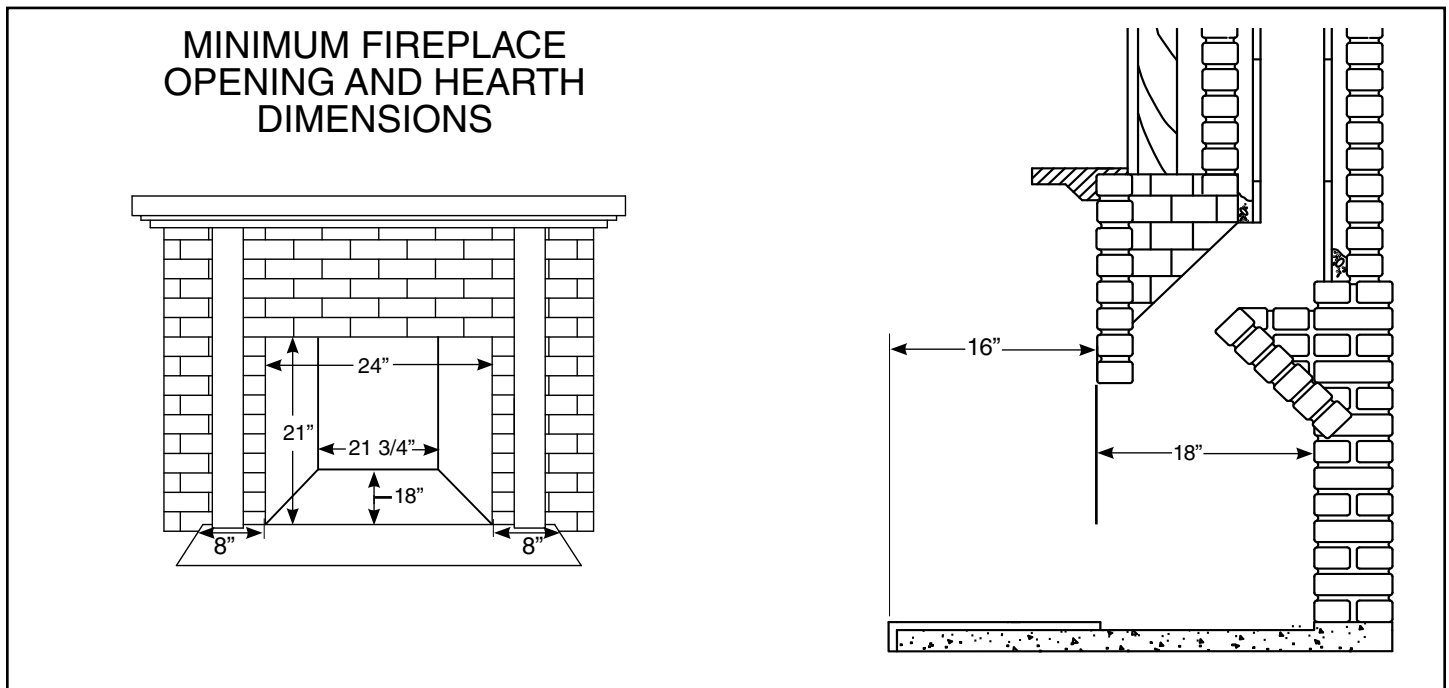 MINIMUM FIREPLACE
OPENING AND HEARTH
DIMENSIONS
24”
21”
21 3/4”
18”
8”
8”
16”
18”